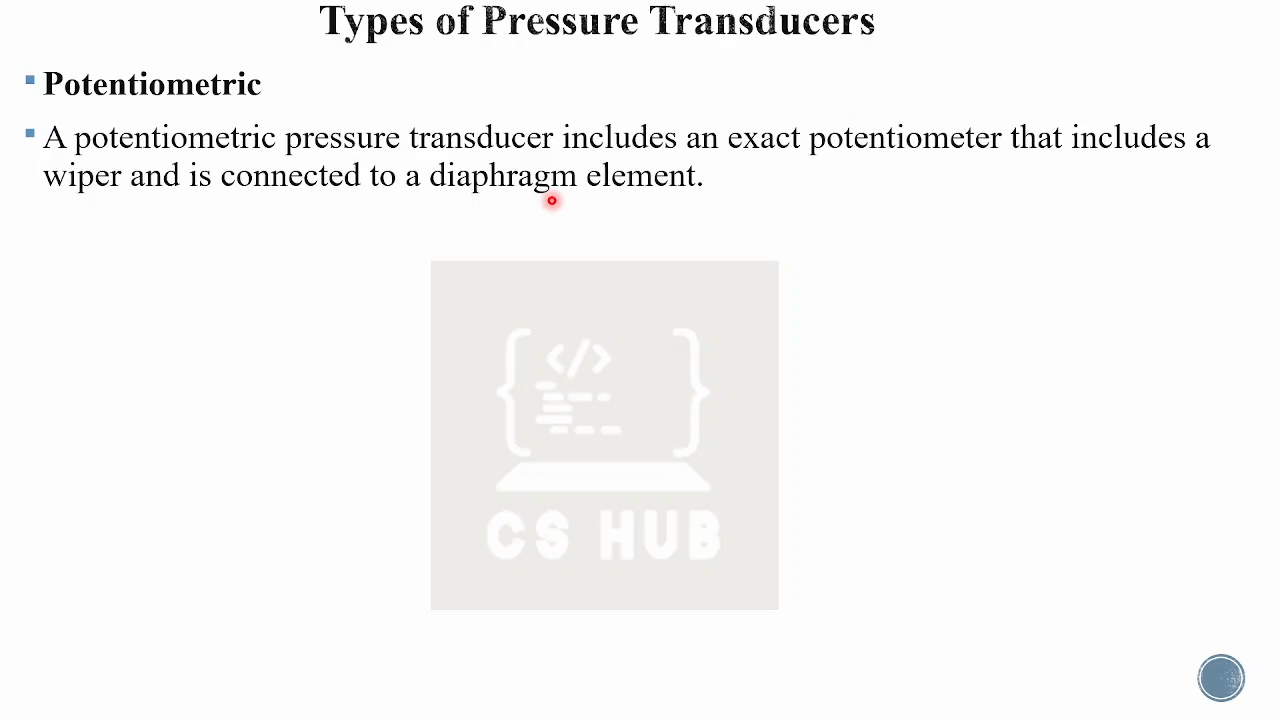 Types of Pressure Transducers
Potentiometric
A potentiometric pressure transducer includes an exact potentiometer that includes a
wiper and is connected to a diaphragm element.
</>
CS HUB